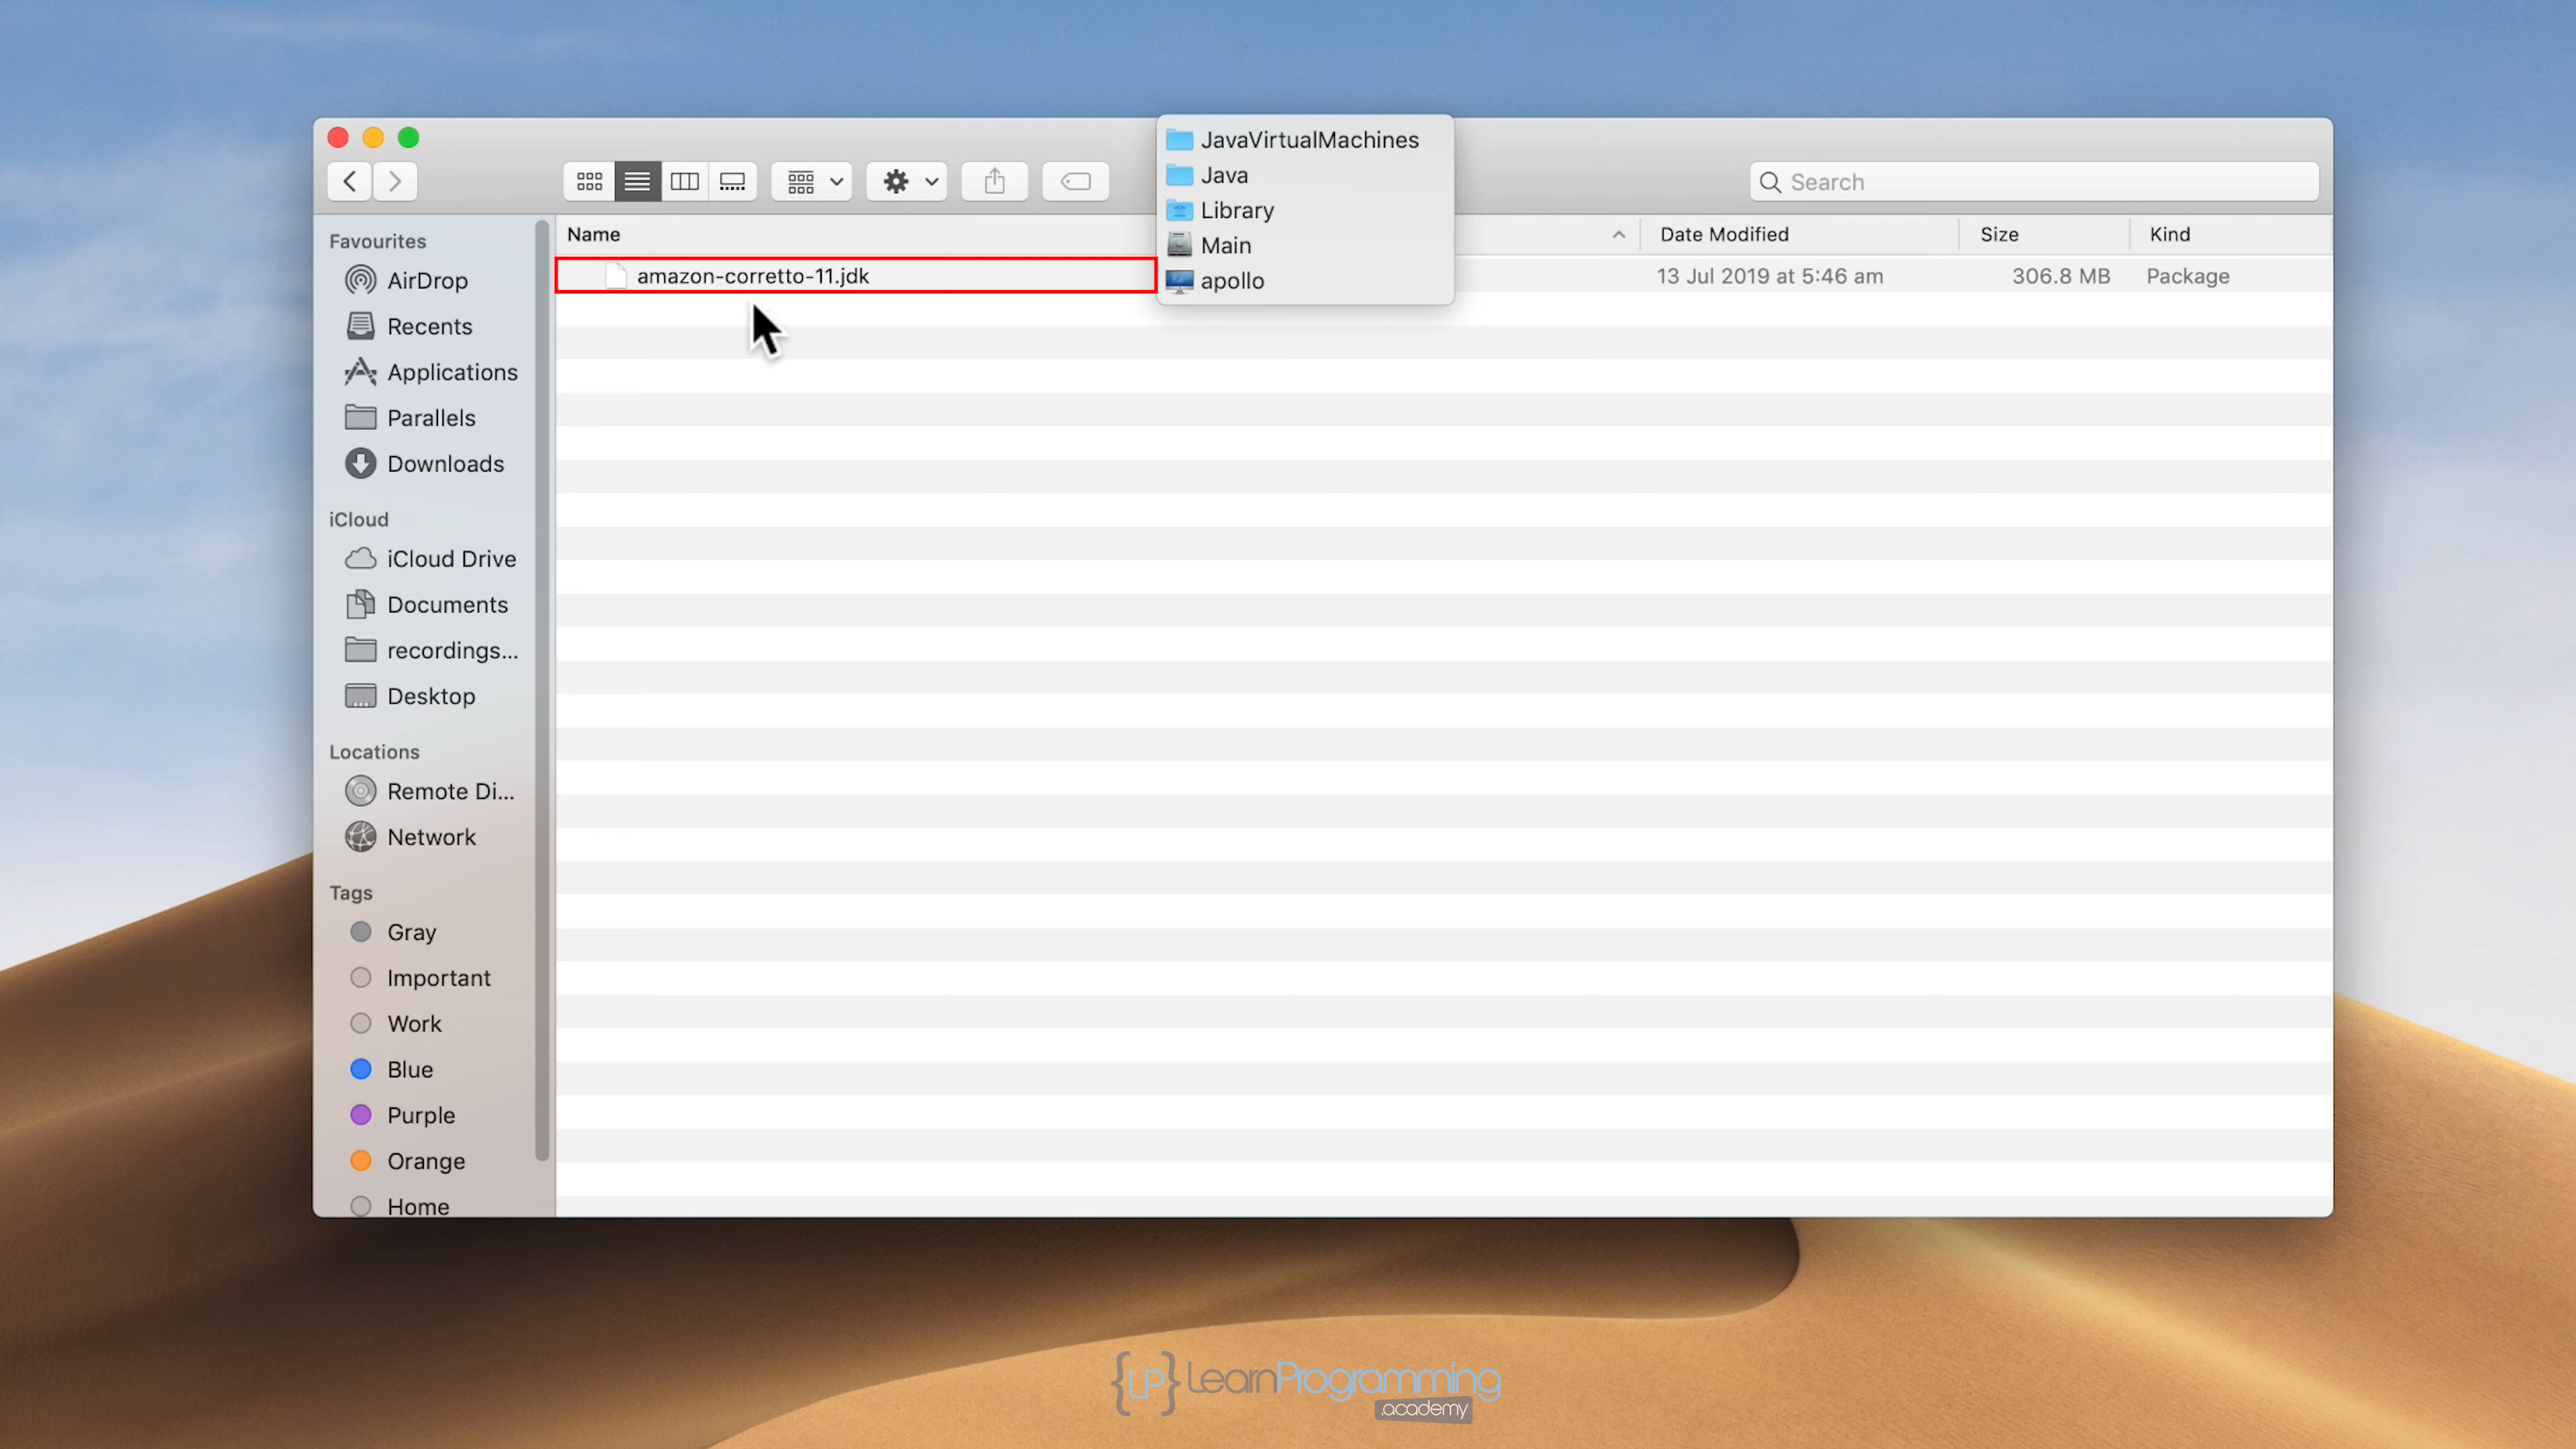 JavaVirtualMachines
Java
Library
Main
apollo
Search
Name
Date Modified
Size
Kind
amazon-corretto-11.jdk
13 Jul 2019 at 5:46 am
306.8 MB
Package
Favourites
AirDrop
Recents
Applications
Parallels
Downloads
iCloud
iCloud Drive
Documents
recordings...
Desktop
Locations
Remote Di...
Network
Tags
Gray
Important
Work
Blue
Purple
Orange
Home
{LP} LearnProgramming
.academy